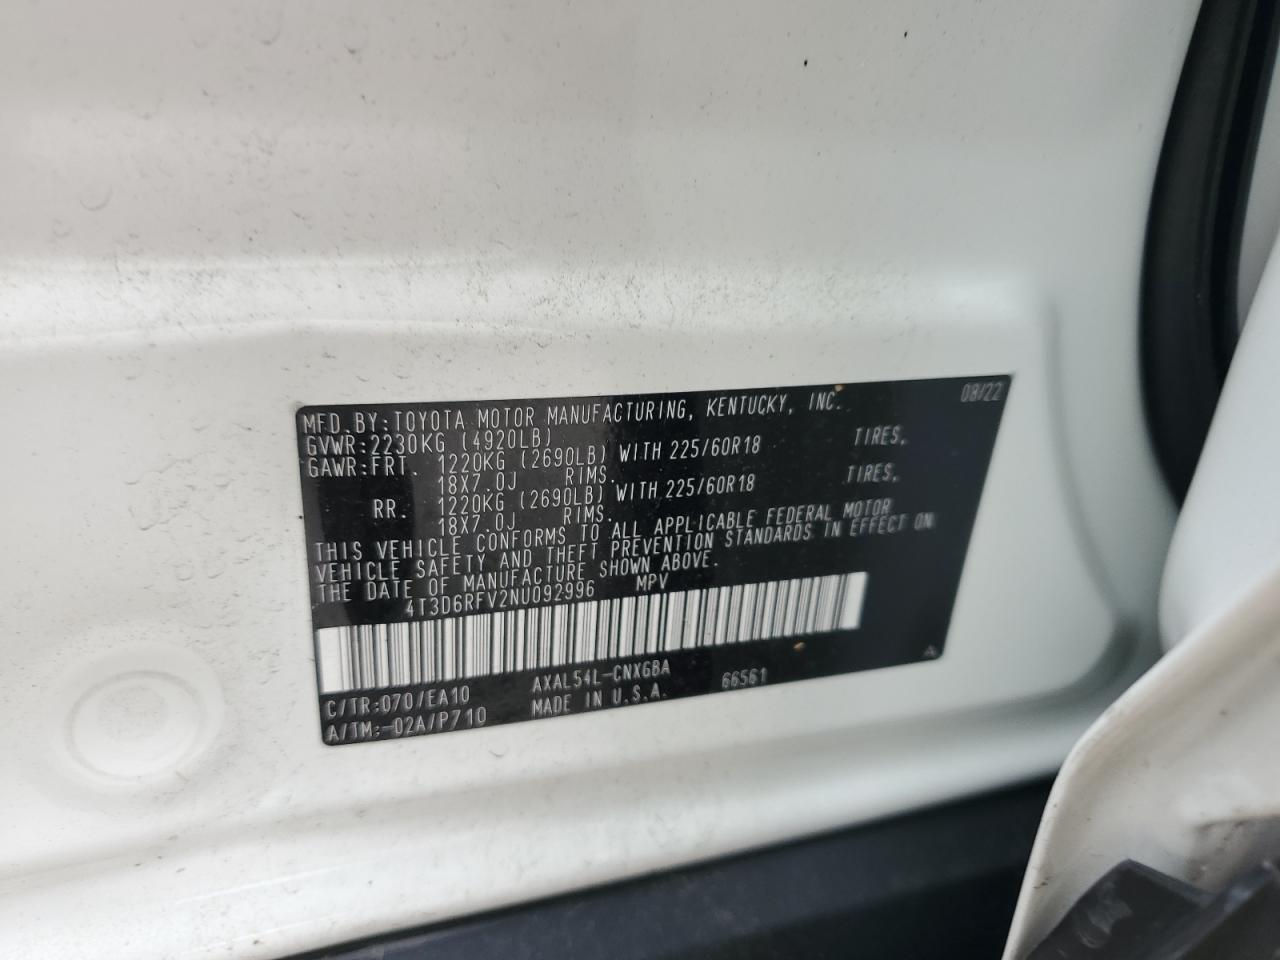 08/22
MFD.BY:TOYOTA MOTOR MANUFACTURING, KENTUCKY, INC.
GVWR:2230KG (4920LB)
GAWR:FRT. 1220KG (2690LB) WITH 225/60R18 TIRES,
18X7.0J RIMS.
RR. 1220KG (2690LB) WITH 225/60R18 TIRES,
18X7.0J RIMS.
THIS VEHICLE CONFORMS TO ALL APPLICABLE FEDERAL MOTOR
VEHICLE SAFETY AND THEFT PREVENTION STANDARDS IN EFFECT ON
THE DATE OF MANUFACTURE SHOWN ABOVE.
4T3D6RFV2NU092996 MPV
C/TR:070/EA10 AXAL54L-CNXGBA 66561
A/TM:-02A/P710 MADE IN U.S.A.